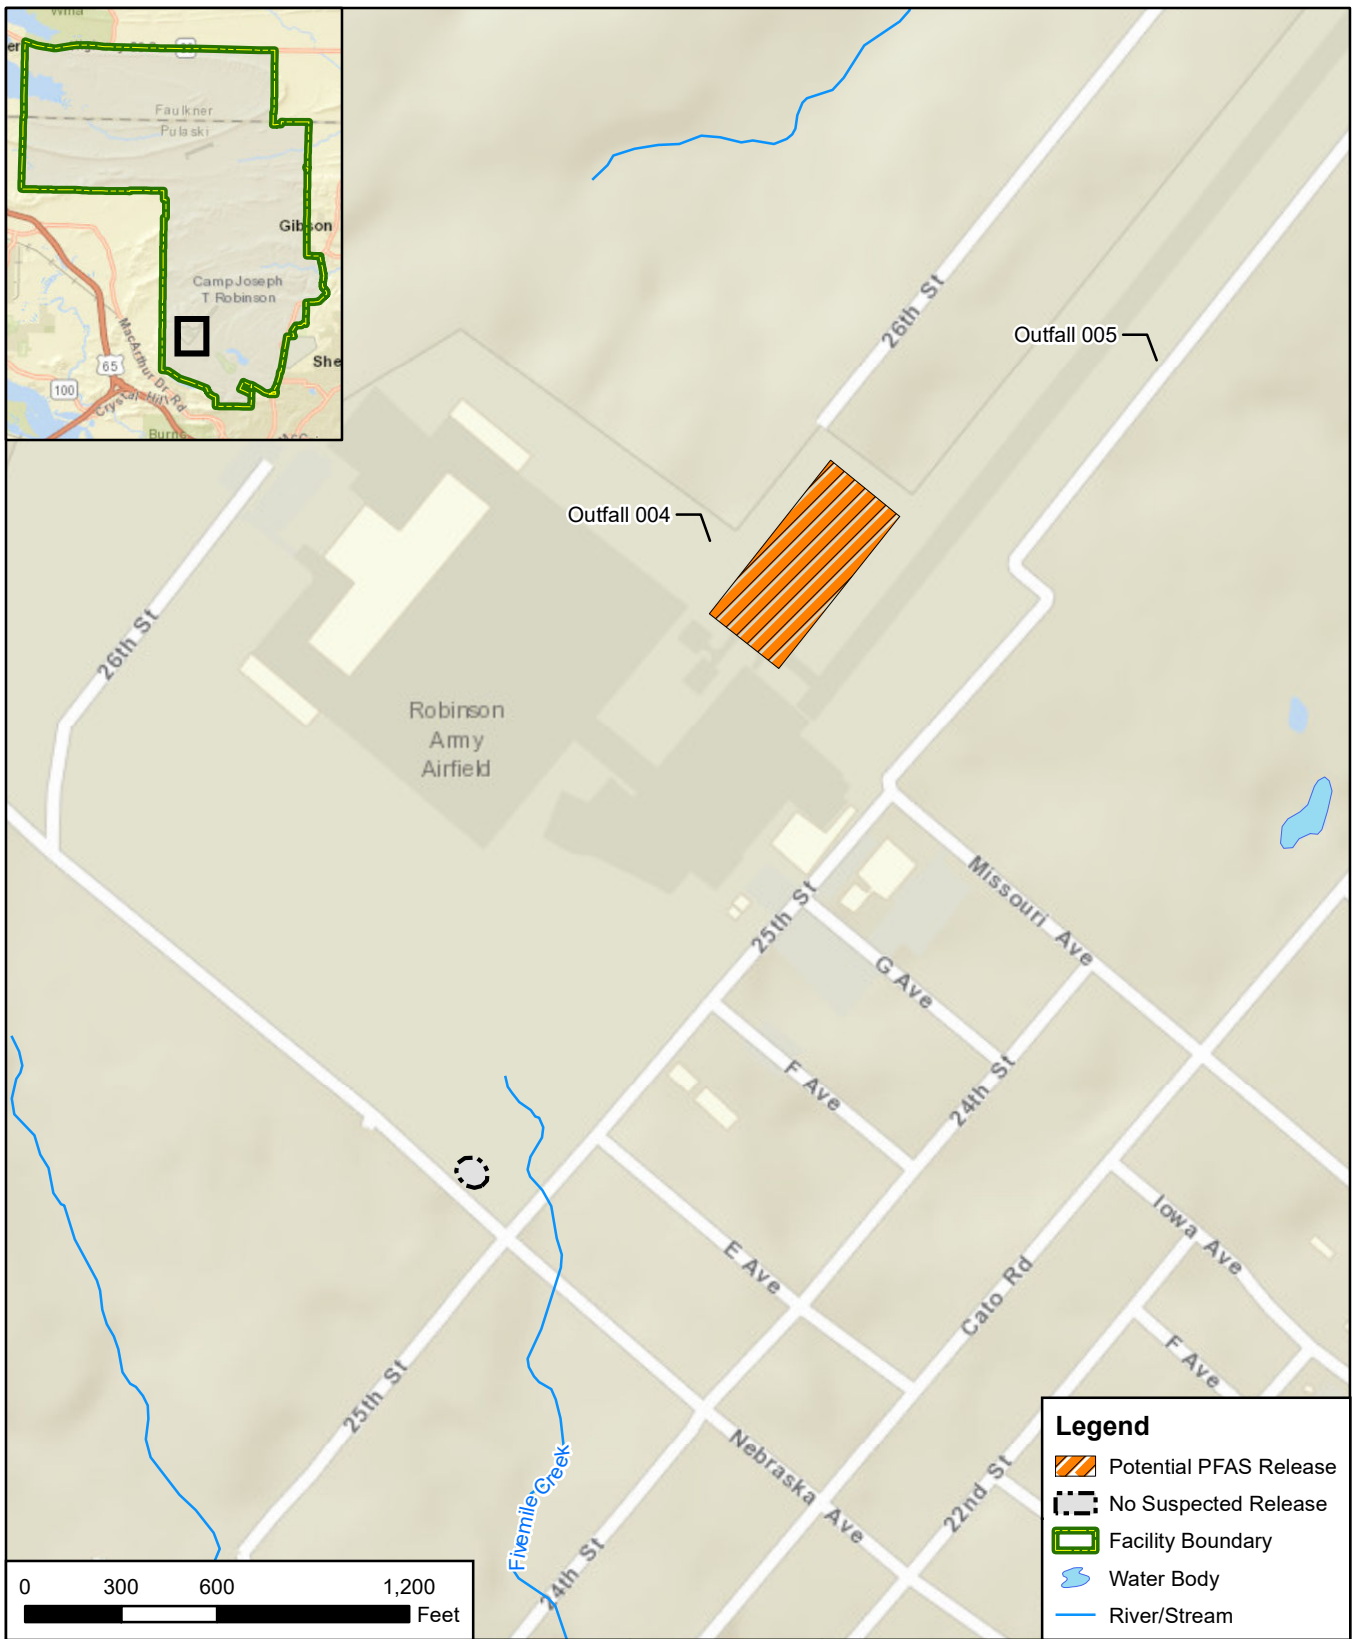 Faulkner
Pulaski
Gibson
Camp Joseph
T Robinson
She
MacArthur Dr
Rd
65
100
Crystal Hill
26th St
Outfall 005
Outfall 004
26th St
Robinson
Army
Airfield
Missouri Ave
25th St
G Ave
F Ave
24th St
Iowa Ave
E Ave
Cato Rd
F Ave
25th St
Nebraska Ave
22nd St
Fivemile Creek
24th St
Legend
Potential PFAS Release
No Suspected Release
Facility Boundary
Water Body
River/Stream
0 300 600 1,200
Feet